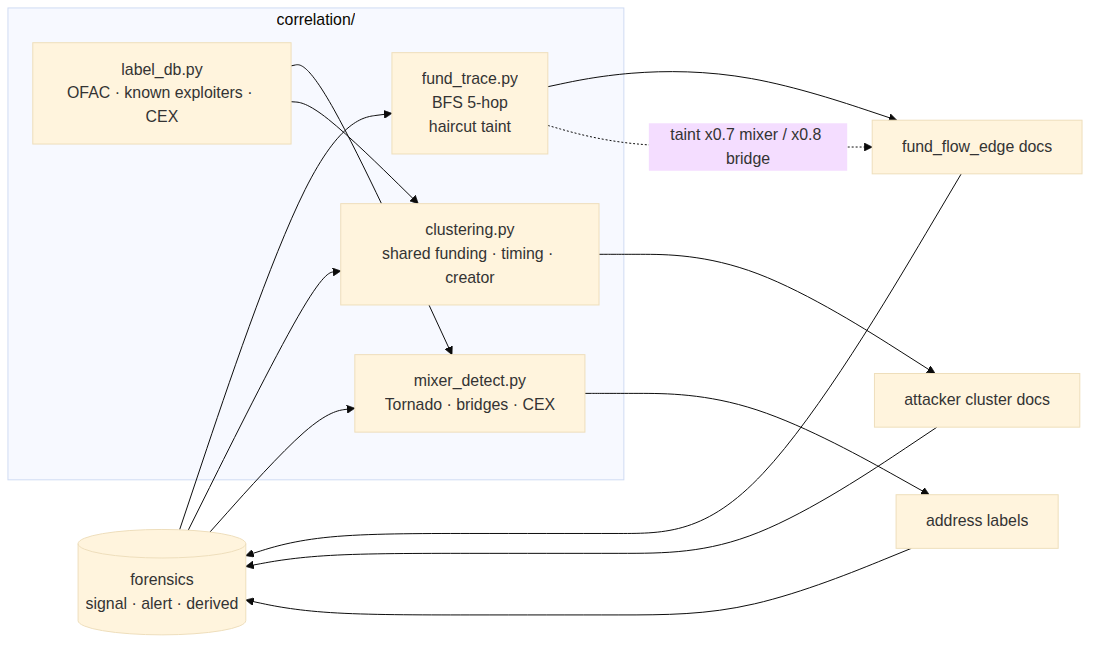 correlation/
label_db.py
OFAC · known exploiters ·
CEX
fund_trace.py
BFS 5-hop
haircut taint
taint x0.7 mixer / x0.8
bridge
fund_flow_edge docs
clustering.py
shared funding · timing ·
creator
mixer_detect.py
Tornado · bridges · CEX
attacker cluster docs
address labels
forensics
signal · alert · derived